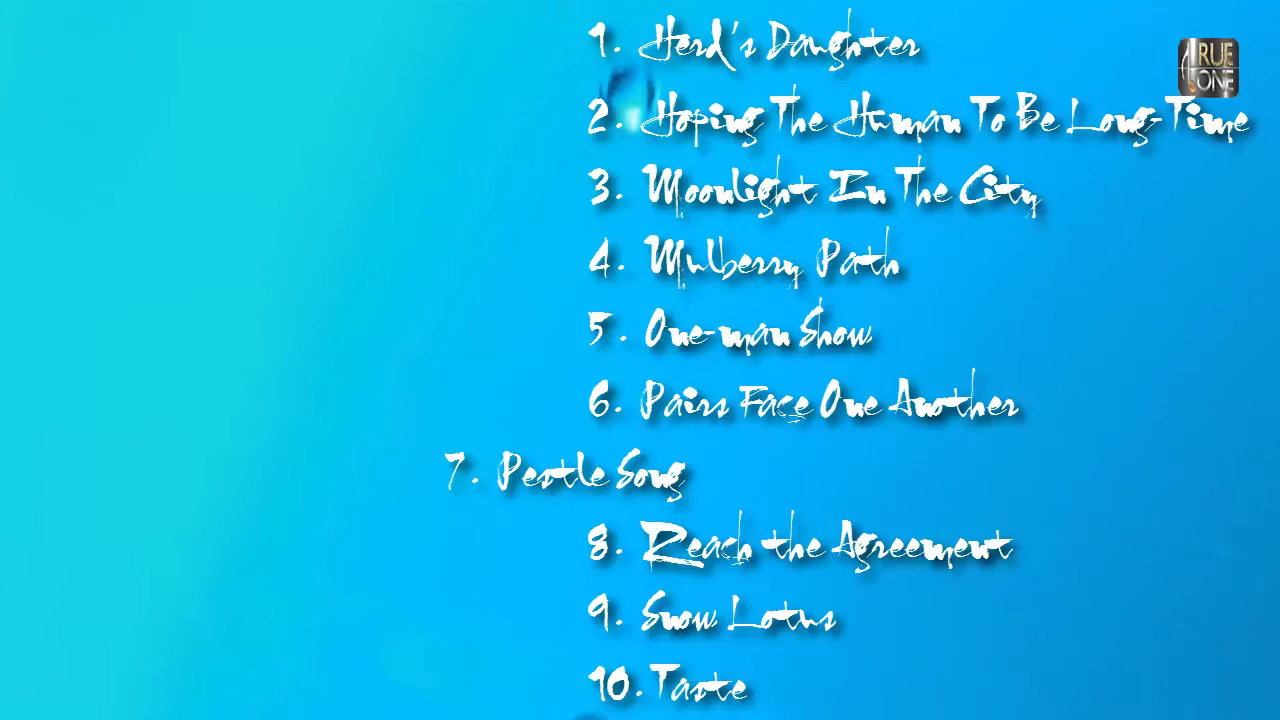 1. Herd's Daughter
TRUE
TONE
2. Hoping The Human To Be Long-Time
3. Moonlight In The City
4. Mulberry Path
5. One-man Show
6. Pairs Face One Another
7. Pestle Song
8. Reach the Agreement
9. Snow Lotus
10. Taste